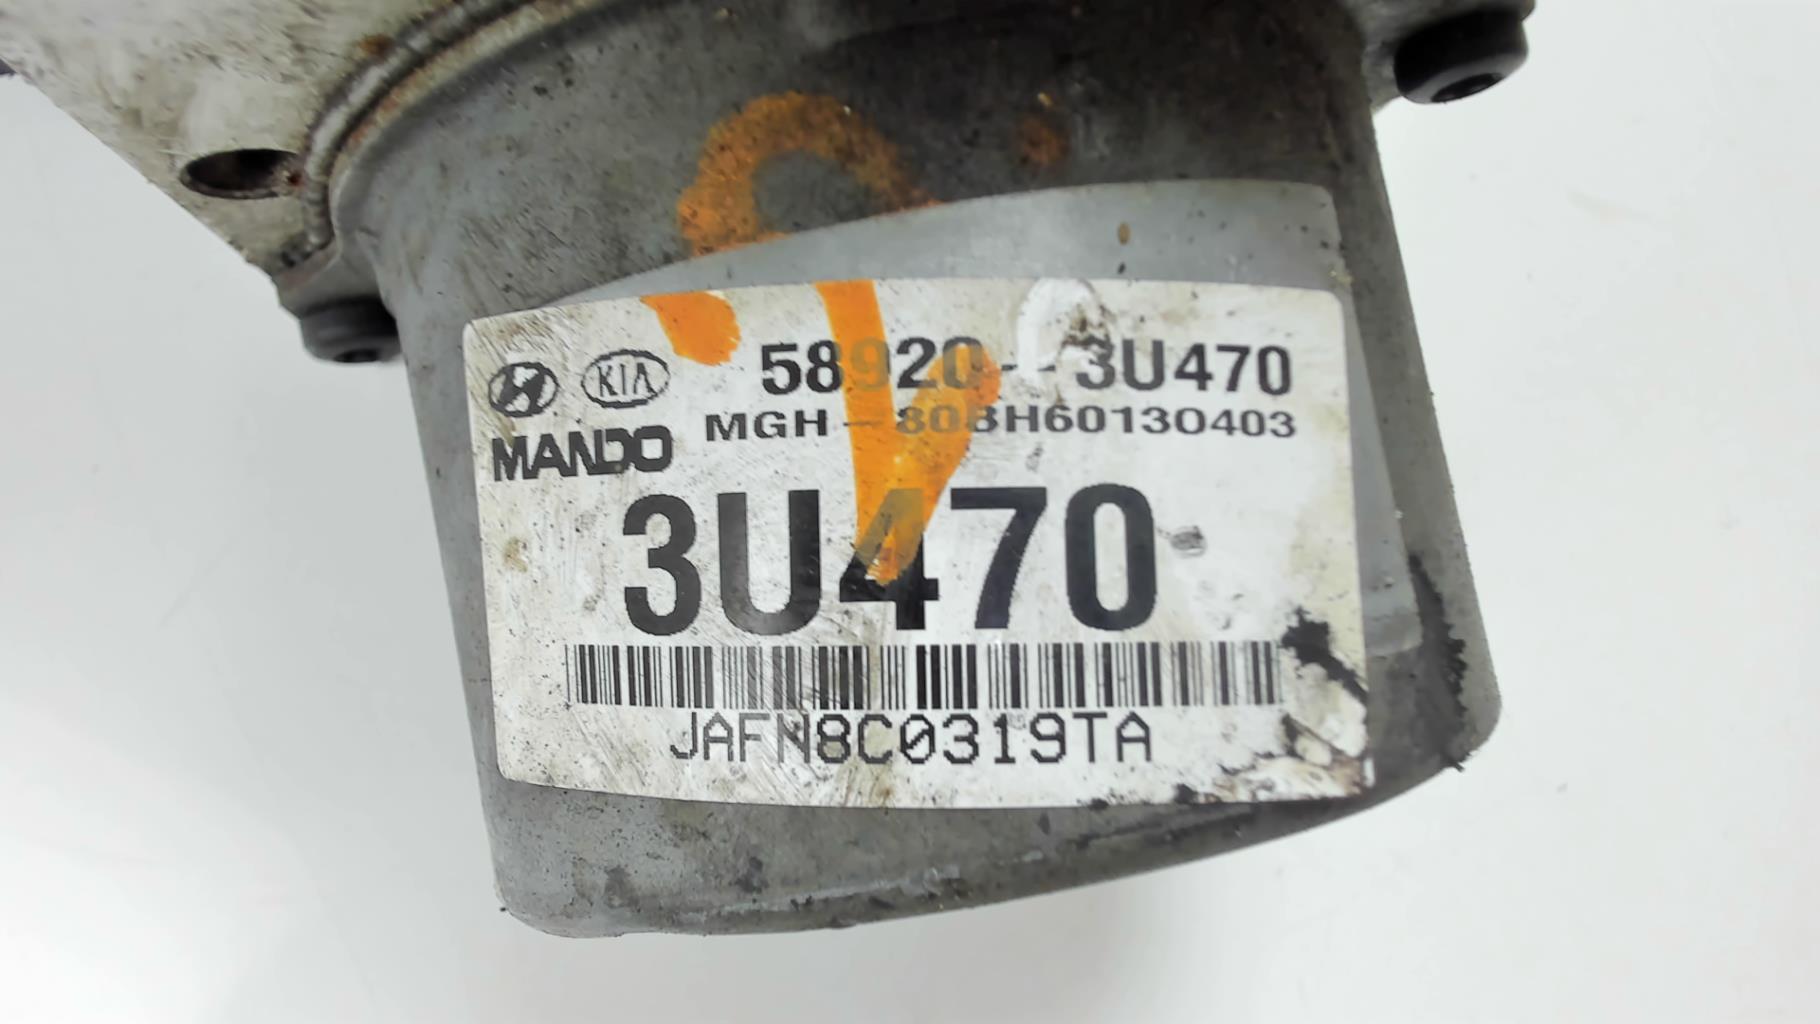 KIA 58920--3U470
MANDO MGH-80BH60130403
3U470
JAFN8C0319TA